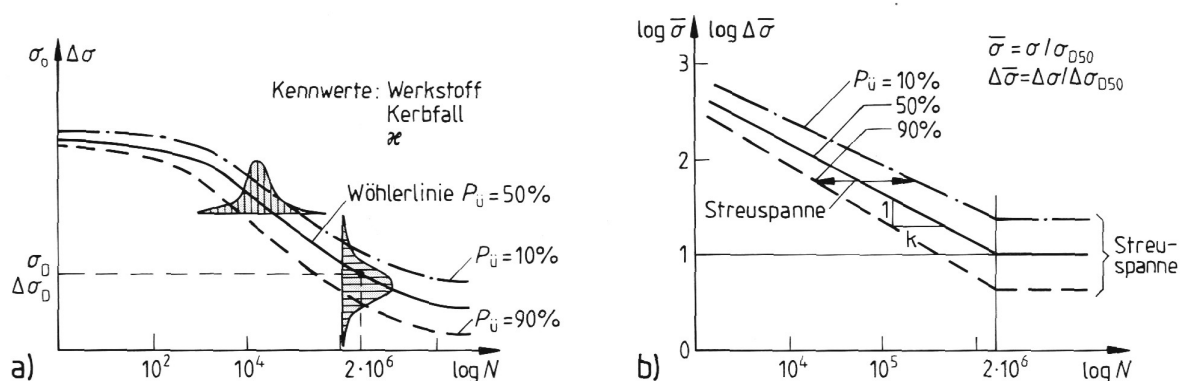 σₒ Δσ
Kennwerte: Werkstoff
Kerbfall
ϰ
Wöhlerlinie Pü = 50%
σD
ΔσD
Pü = 10%
Pü = 90%
10² 10⁴ 2·10⁶ log N
a)
log σ̅ log Δσ̅
σ̅ = σ/σD50
Δσ̅ = Δσ/ΔσD50
3
Pü = 10%
50%
90%
2
Streuspanne
1
k
1
Streu-
spanne
0
10⁴ 10⁵ 2·10⁶ log N
b)